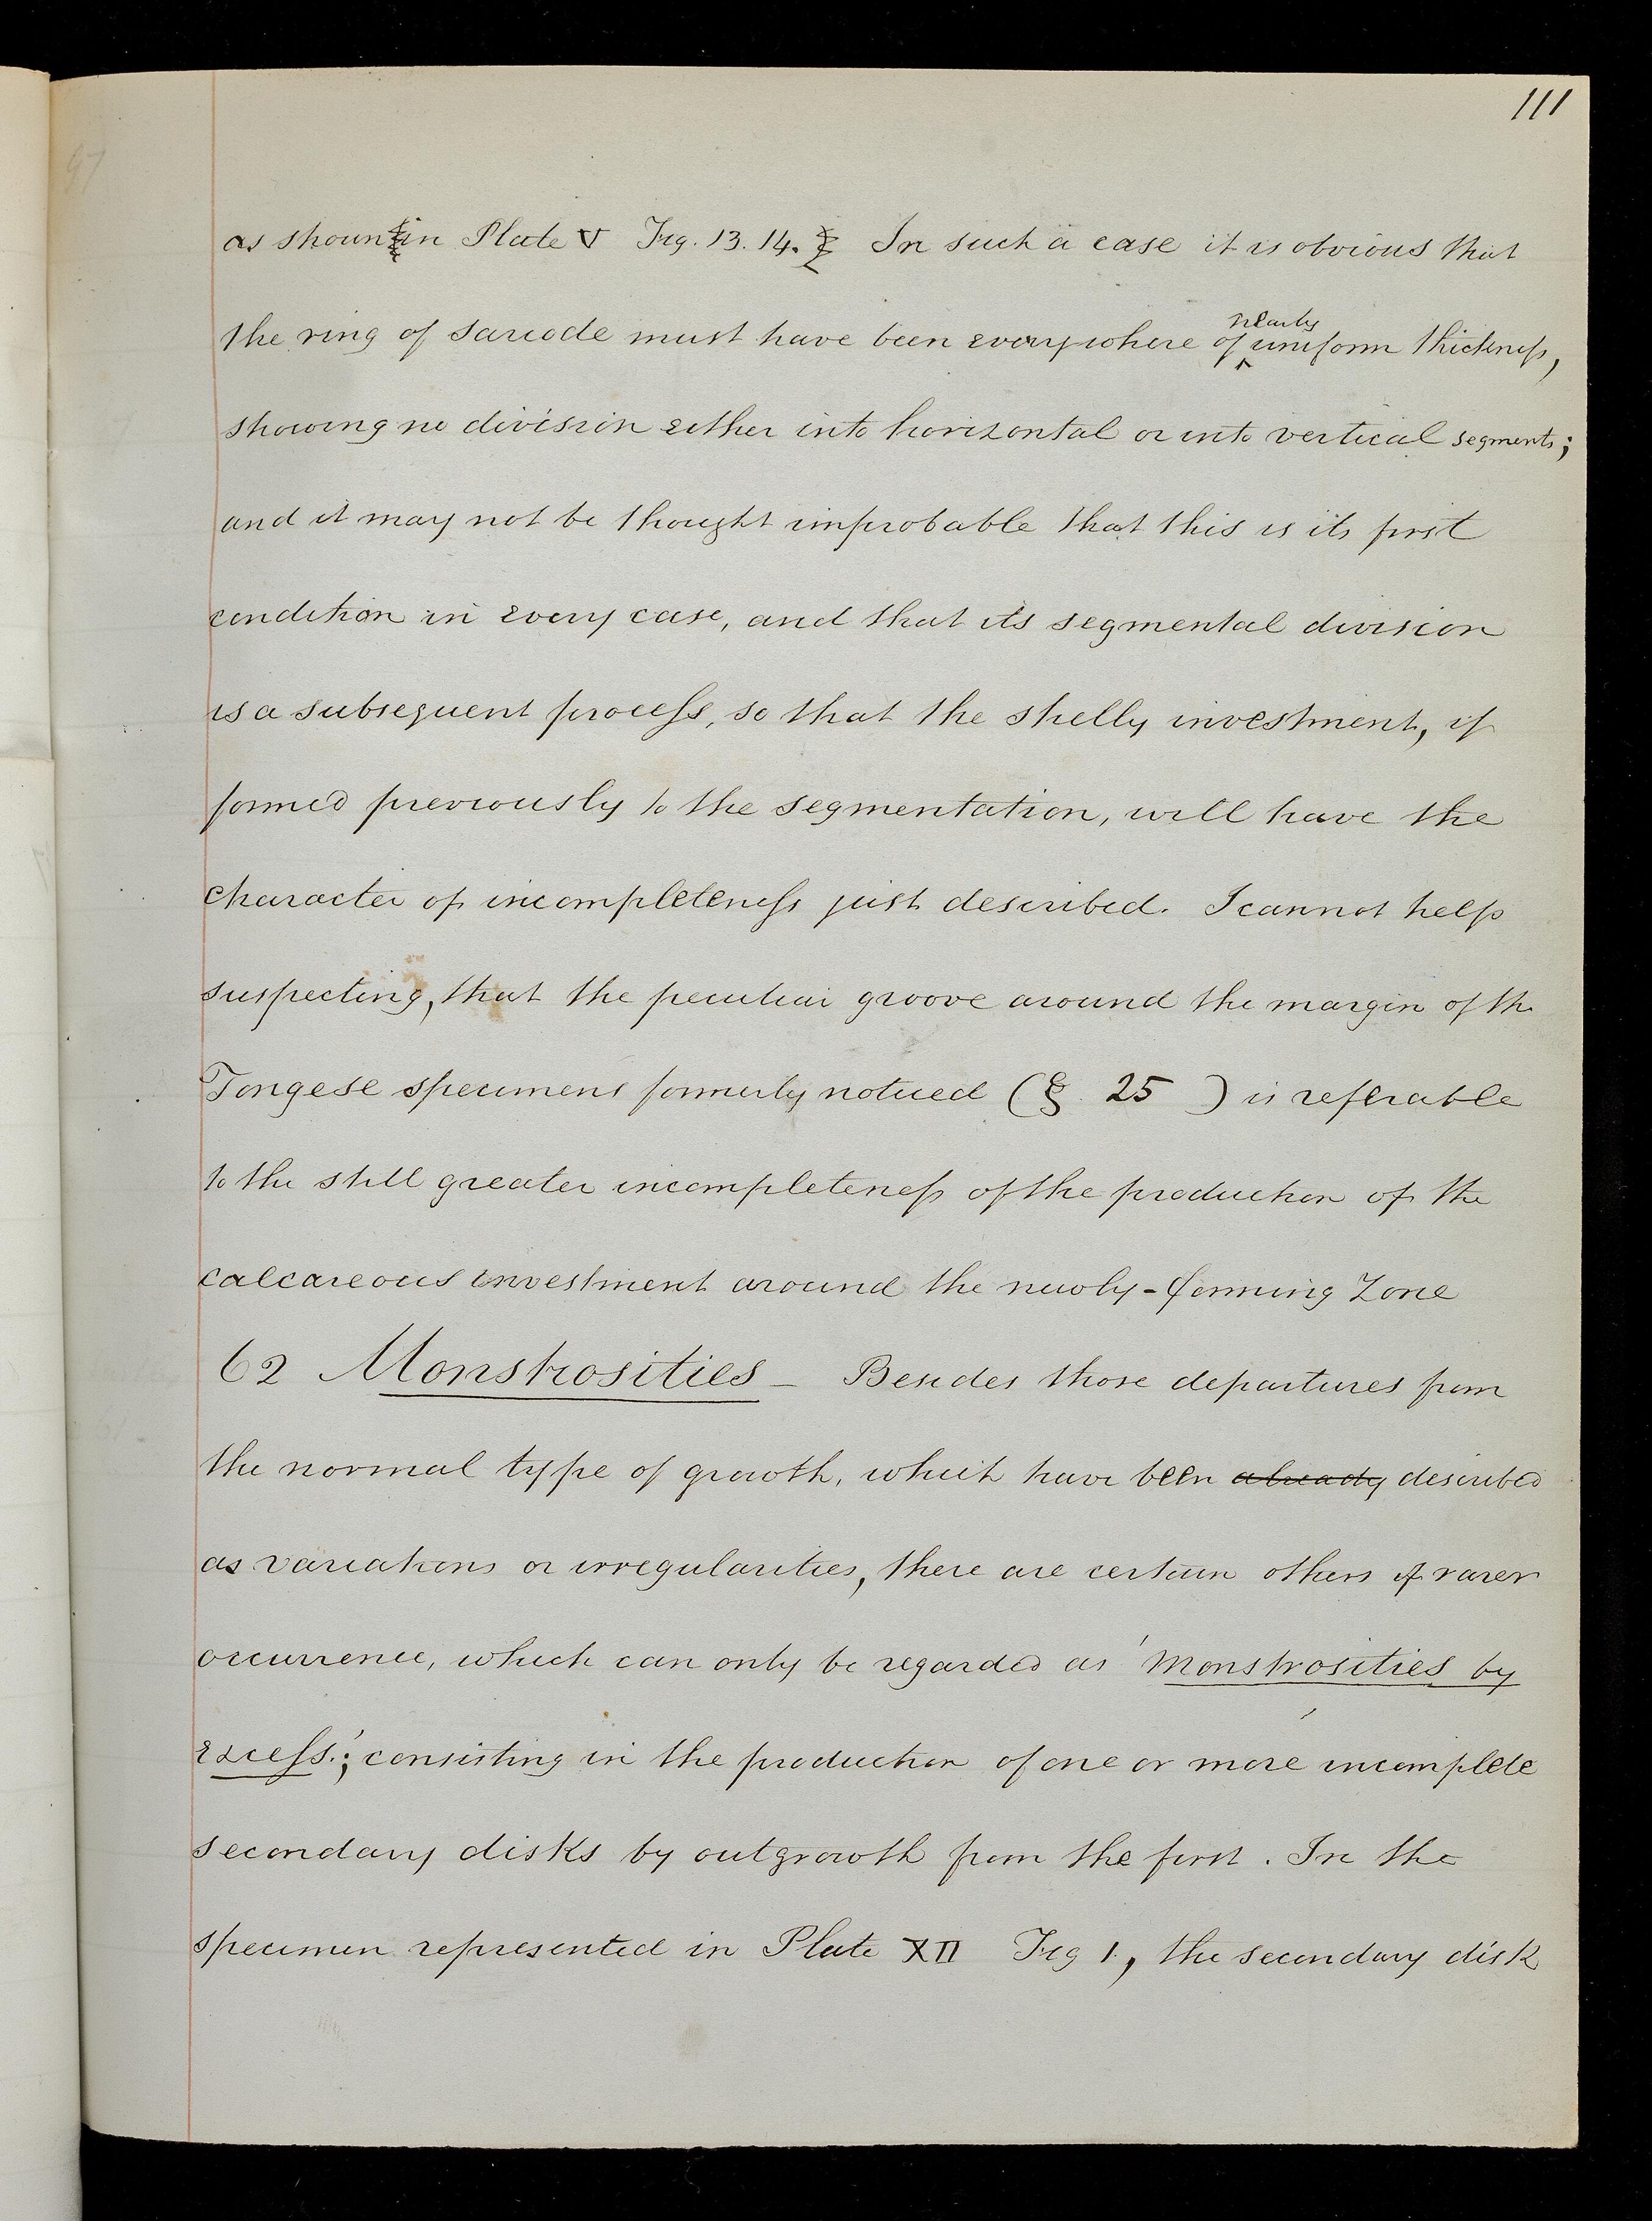 111
as shown in Plate V Fig. 13. 14. In such a case it is obvious that
the ring of sarcode must have been everywhere of nearly uniform thickness,
showing no division either into horizontal or into vertical segments;
and it may not be thought improbable that this is its first
condition in every case, and that its segmental division
is a subsequent process, so that the shelly investment, if
formed previously to the segmentation, will have the
character of incompleteness just described. I cannot help
suspecting, that the peculiar groove around the margin of the
Tongese specimens formerly noticed (§ 25 ) is referable
to the still greater incompleteness of the production of the
calcareous investment around the newly-forming Zone
62 Monstrosities – Besides those departures from
the normal type of growth, which have been already described
as variations or irregularities, there are certain others of rarer
occurrence, which can only be regarded as 'Monstrosities by
excess.'; consisting in the production of one or more incomplete
secondary disks by outgrowth from the first. In the
specimen represented in Plate XII Fig 1., the secondary disk